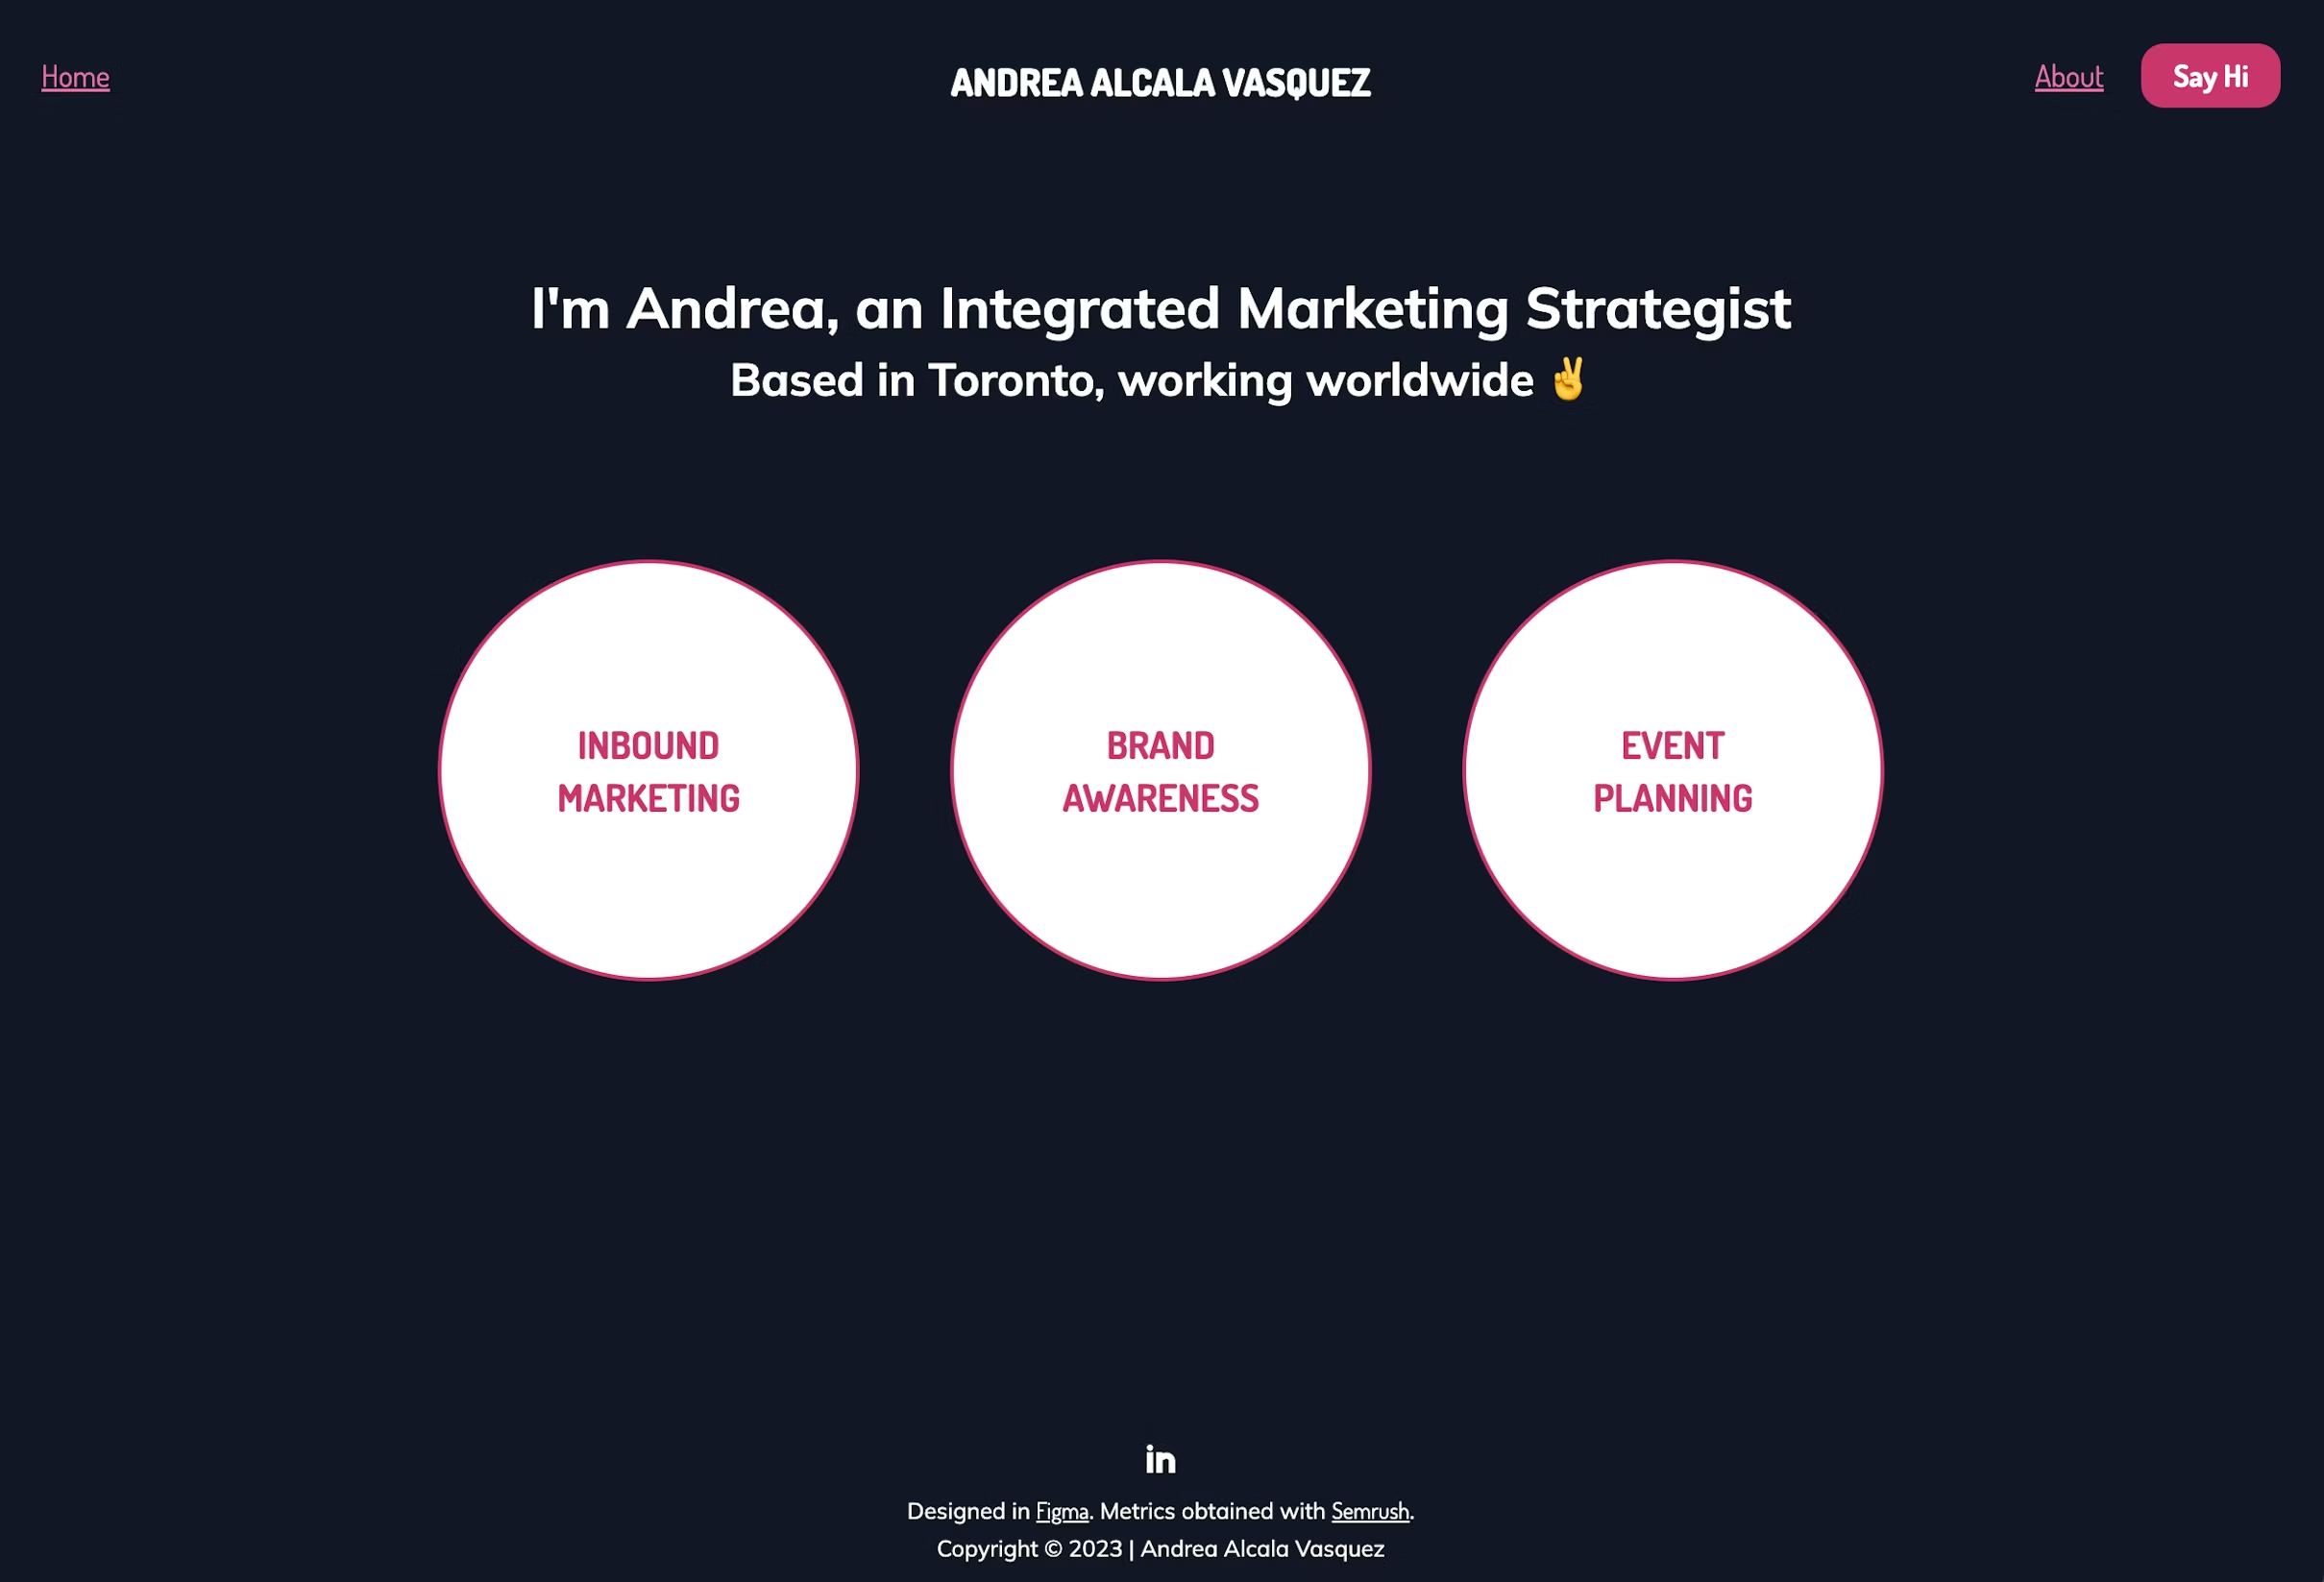 Home
ANDREA ALCALA VASQUEZ
About
Say Hi
I'm Andrea, an Integrated Marketing Strategist
Based in Toronto, working worldwide ✌️
INBOUND
MARKETING
BRAND
AWARENESS
EVENT
PLANNING
in
Designed in Figma. Metrics obtained with Semrush.
Copyright © 2023 | Andrea Alcala Vasquez